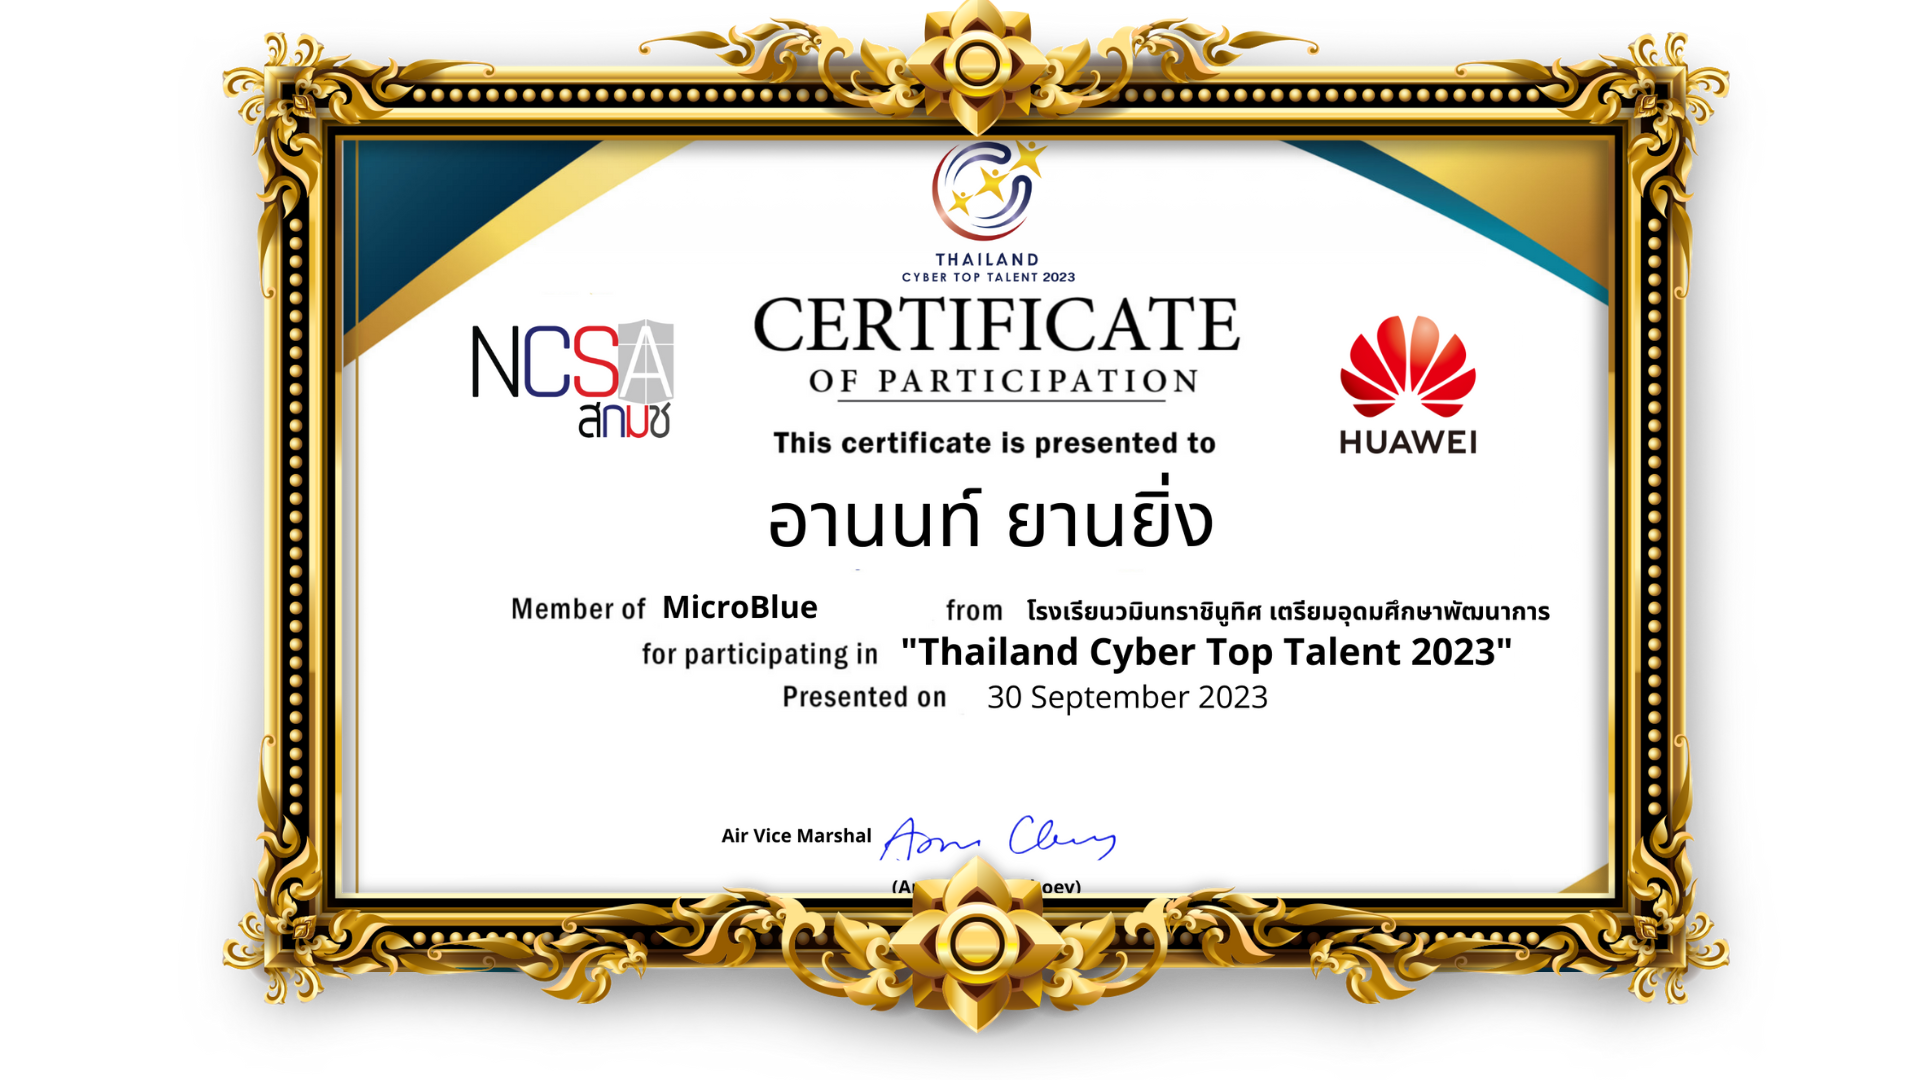 THAILAND
CYBER TOP TALENT 2023
CERTIFICATE
OF PARTICIPATION
NCSA
สกมช
HUAWEI
This certificate is presented to
อานนท์ ยานยิ่ง
Member of MicroBlue from โรงเรียนวมินทราชินูทิศ เตรียมอุดมศึกษาพัฒนาการ
for participating in "Thailand Cyber Top Talent 2023"
Presented on 30 September 2023
Air Vice Marshal